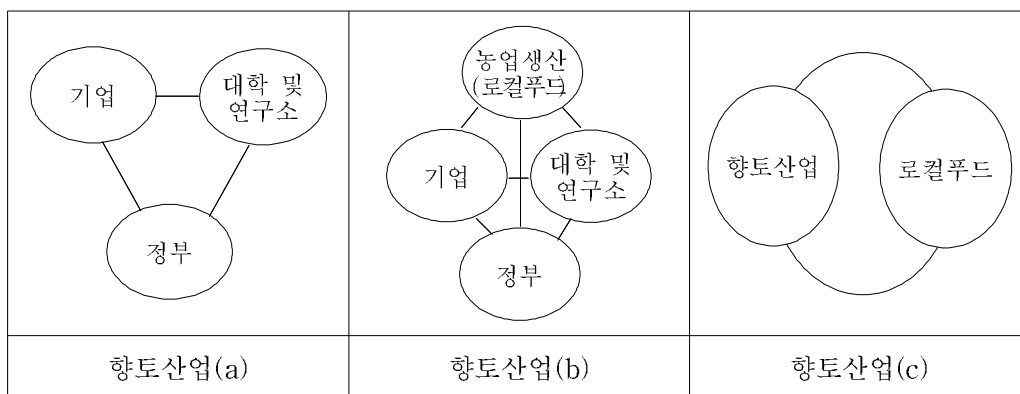 기업
대학 및
연구소
정부
농업생산
(로컬푸드)
기업
대학 및
연구소
정부
향토산업
로컬푸드
향토산업(a)
향토산업(b)
향토산업(c)